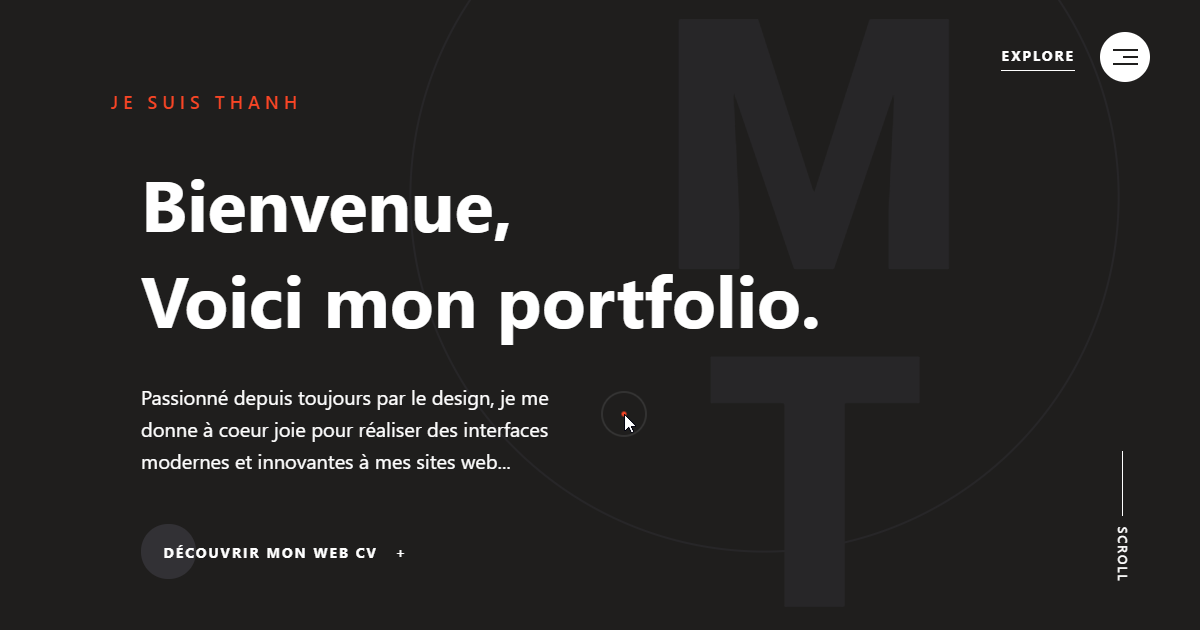 EXPLORE
JE SUIS THANH
M
Bienvenue,
Voici mon portfolio.
T
Passionné depuis toujours par le design, je me
donne à coeur joie pour réaliser des interfaces
modernes et innovantes à mes sites web...
DÉCOUVRIR MON WEB CV +
SCROLL